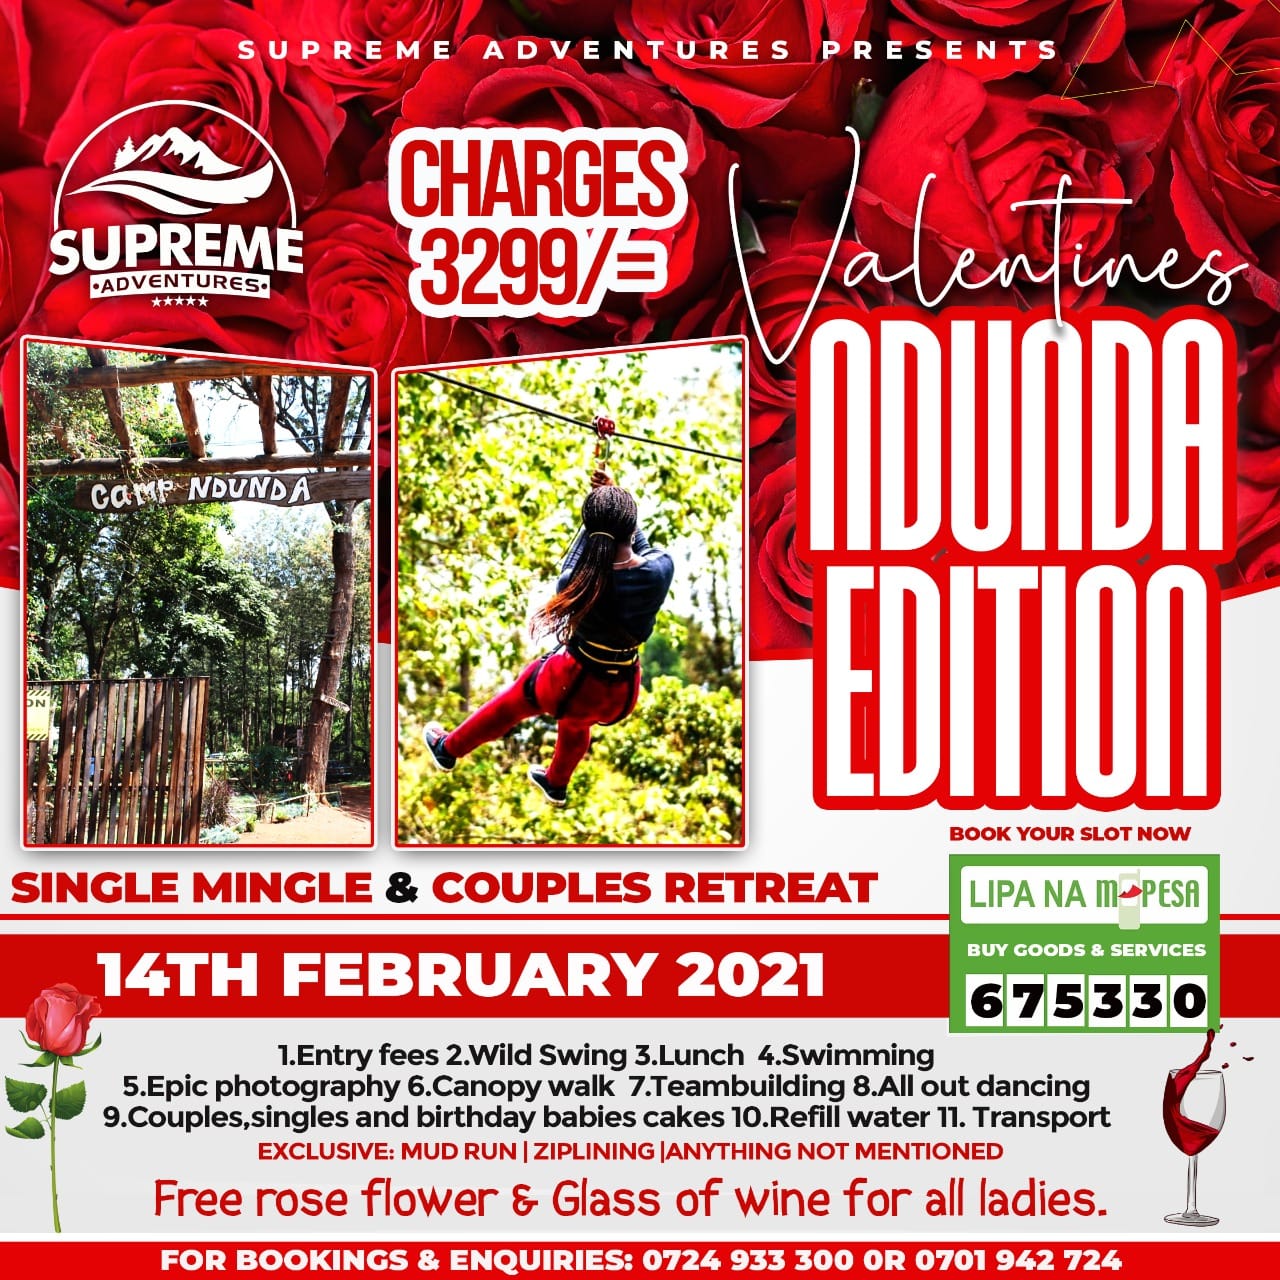 SUPREME ADVENTURES PRESENTS
SUPREME
•ADVENTURES•
CHARGES
3299/=
Valentines
NDUNDA
EDITION
Camp NDUNDA
ON
BOOK YOUR SLOT NOW
SINGLE MINGLE & COUPLES RETREAT
LIPA NA M-PESA
BUY GOODS & SERVICES
675330
14TH FEBRUARY 2021
1.Entry fees 2.Wild Swing 3.Lunch 4.Swimming
5.Epic photography 6.Canopy walk 7.Teambuilding 8.All out dancing
9.Couples,singles and birthday babies cakes 10.Refill water 11. Transport
EXCLUSIVE: MUD RUN | ZIPLINING |ANYTHING NOT MENTIONED
Free rose flower & Glass of wine for all ladies.
FOR BOOKINGS & ENQUIRIES: 0724 933 300 OR 0701 942 724